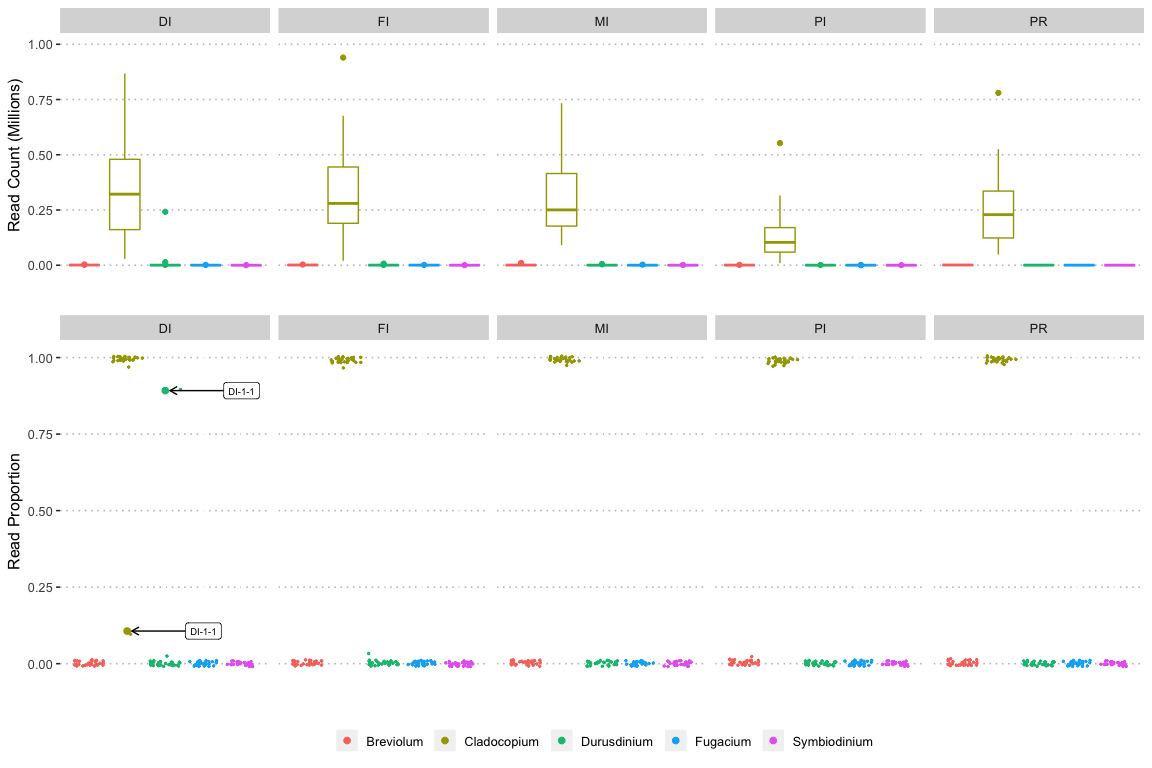 DI FI MI PI PR
Read Count (Millions)
1.00
0.75
0.50
0.25
0.00
DI FI MI PI PR
Read Proportion
1.00
DI-1-1
0.75
0.50
0.25
DI-1-1
0.00
Breviolum Cladocopium Durusdinium Fugacium Symbiodinium